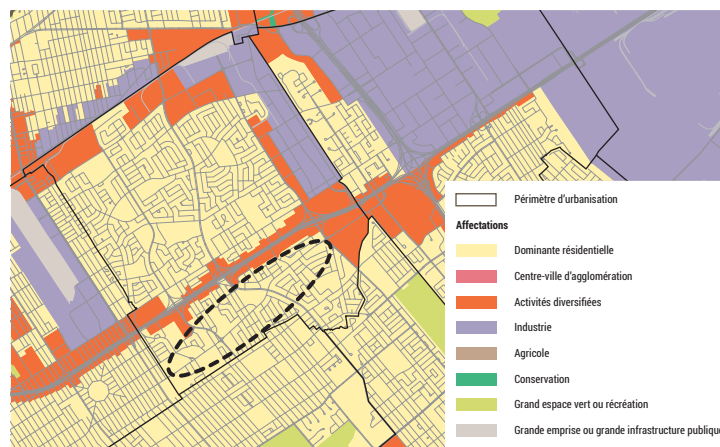 Périmètre d'urbanisation
Affectations
Dominante résidentielle
Centre-ville d'agglomération
Activités diversifiées
Industrie
Agricole
Conservation
Grand espace vert ou récréation
Grande emprise ou grande infrastructure publique